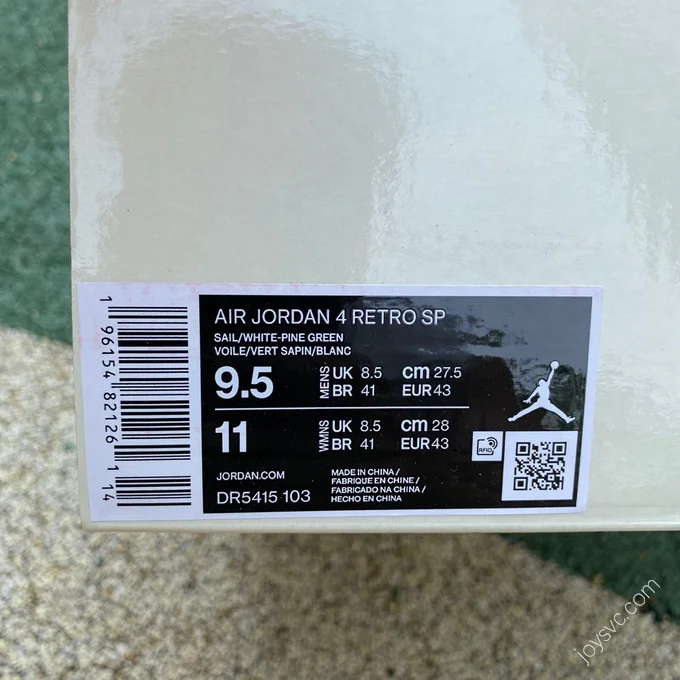 1 96154 82126 14
AIR JORDAN 4 RETRO SP
SAIL/WHITE-PINE GREEN
VOILE/VERT SAPIN/BLANC
9.5 MENS UK 8.5 cm 27.5
BR 41 EUR 43
11 WMNS UK 8.5 cm 28
BR 41 EUR 43
JORDAN.COM
DR5415 103
MADE IN CHINA/
FABRIQUE EN CHINE /
FABRICADO NA CHINA /
HECHO EN CHINA
RFID
joysvc.com